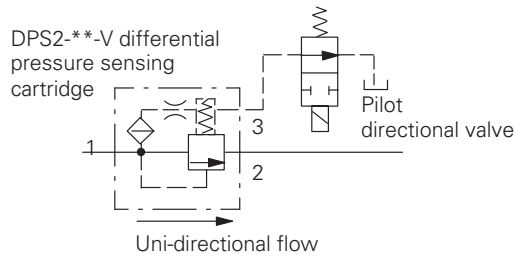 DPS2-**-V differential
pressure sensing
cartridge
Pilot
directional valve
3
1
2
Uni-directional flow